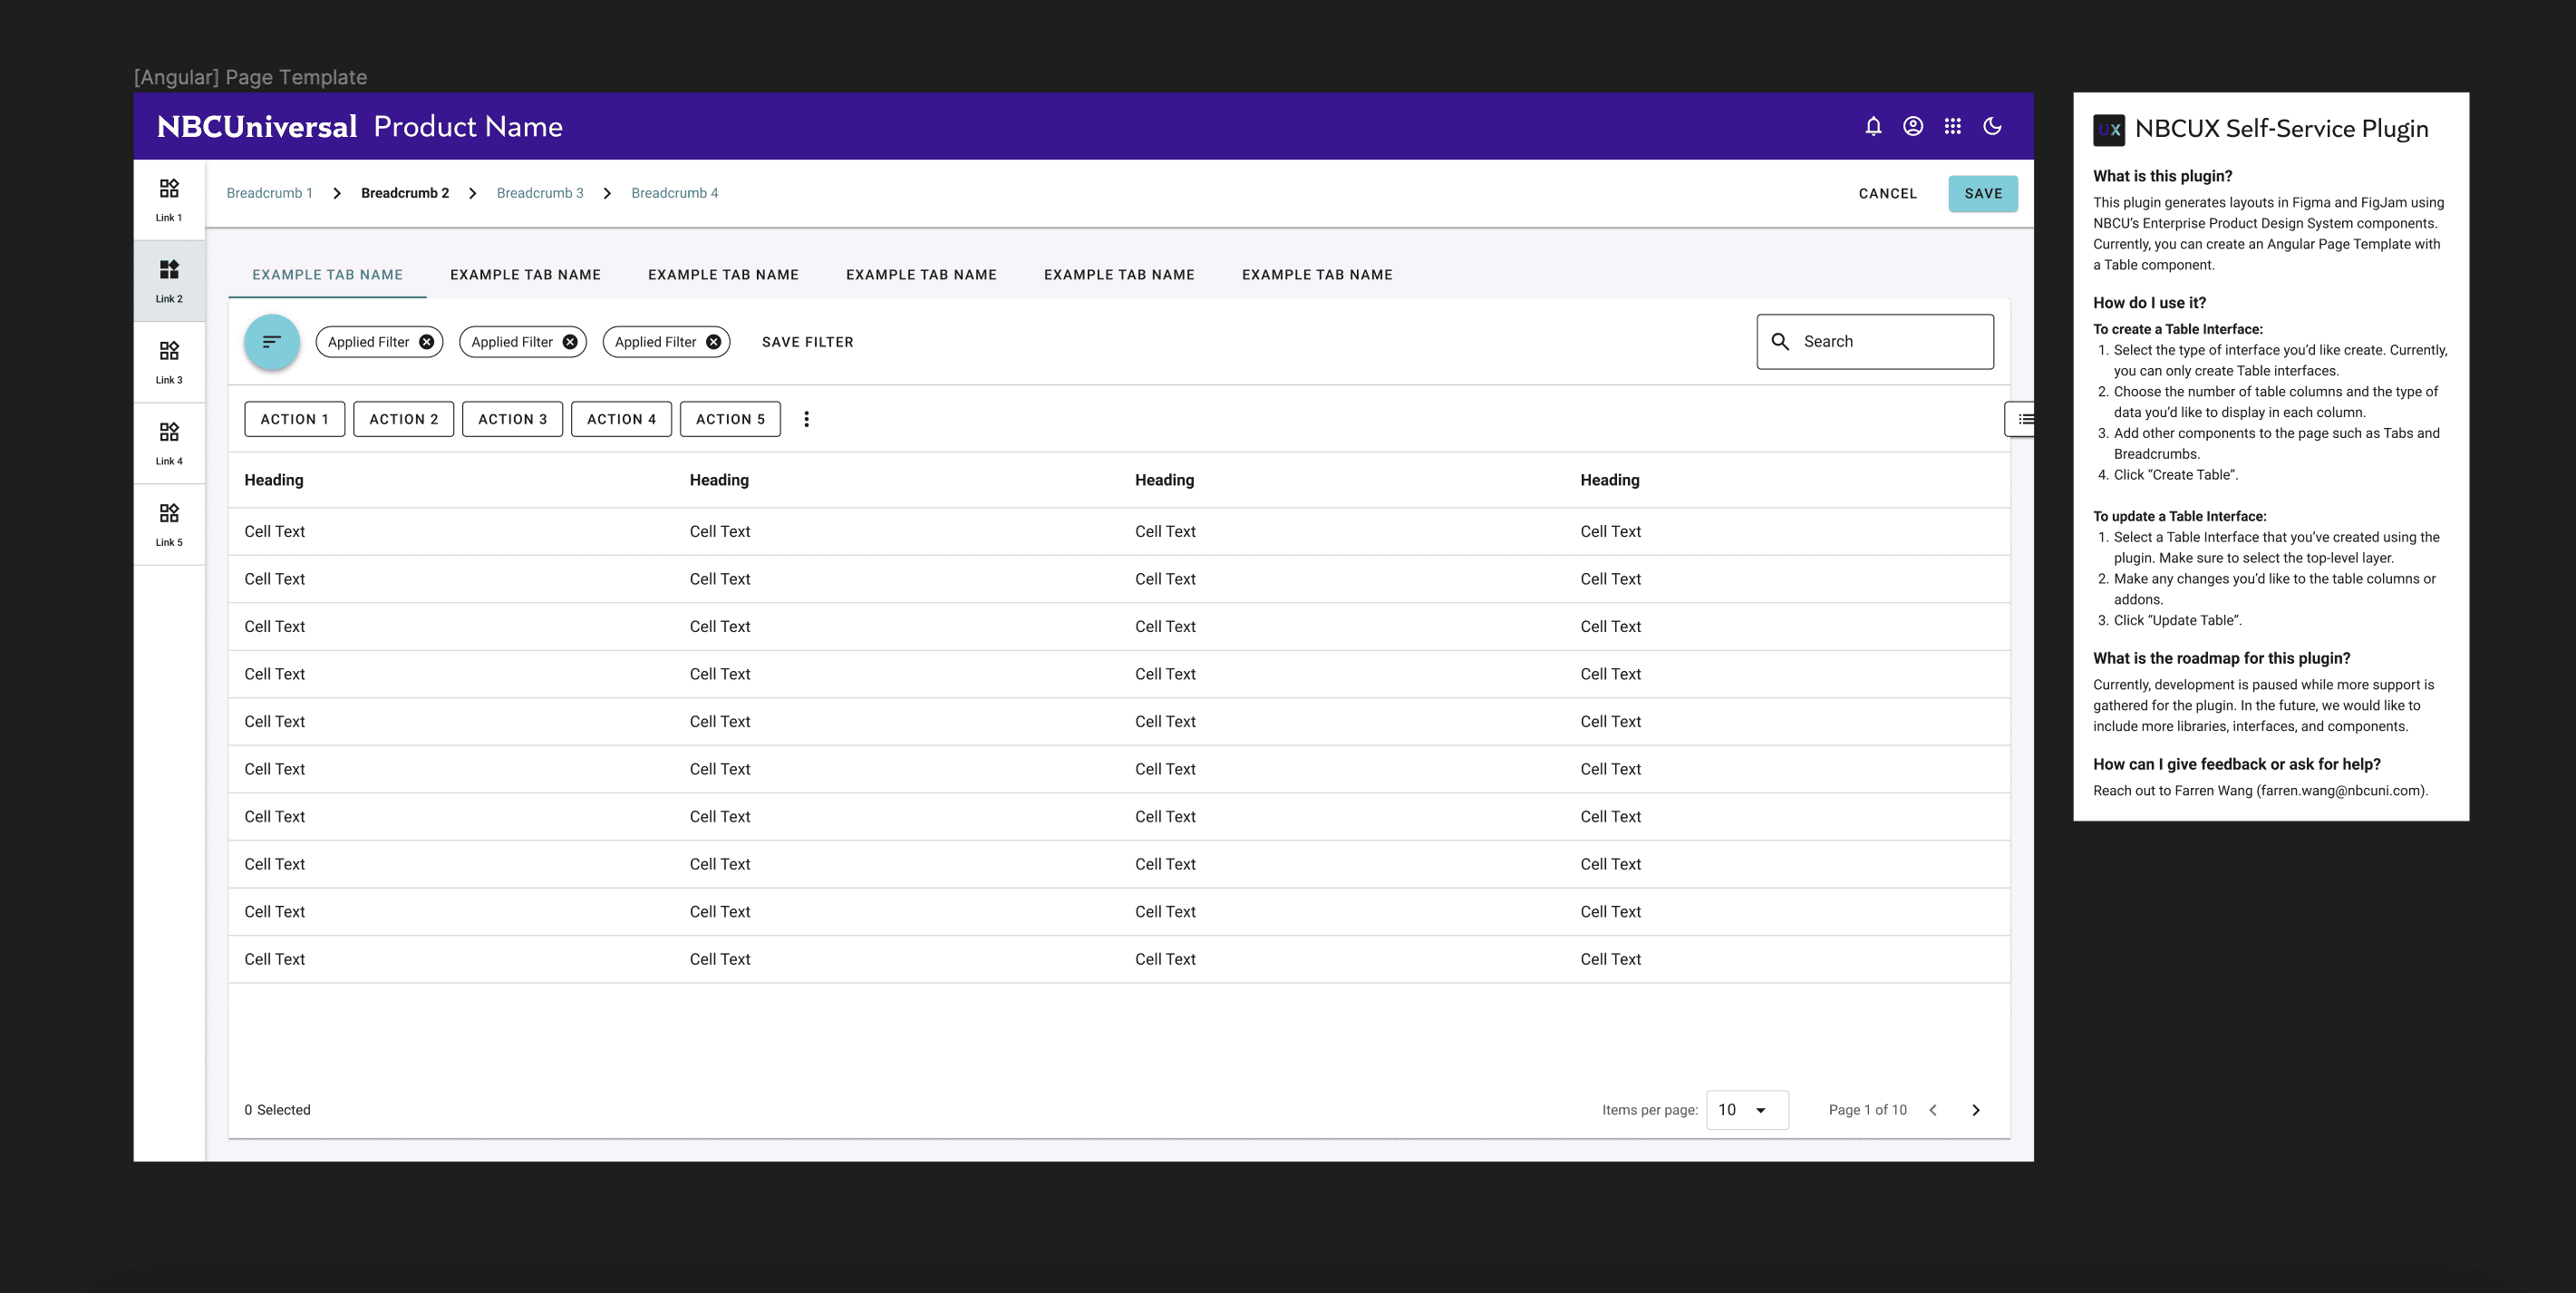 [Angular] Page Template
NBCUniversal Product Name
Link 1
Link 2
Link 3
Link 4
Link 5
Breadcrumb 1 Breadcrumb 2 Breadcrumb 3 Breadcrumb 4
CANCEL SAVE
EXAMPLE TAB NAME EXAMPLE TAB NAME EXAMPLE TAB NAME EXAMPLE TAB NAME EXAMPLE TAB NAME EXAMPLE TAB NAME
Applied Filter Applied Filter Applied Filter SAVE FILTER Search
ACTION 1 ACTION 2 ACTION 3 ACTION 4 ACTION 5
Heading Heading Heading Heading
Cell Text Cell Text Cell Text Cell Text
Cell Text Cell Text Cell Text Cell Text
Cell Text Cell Text Cell Text Cell Text
Cell Text Cell Text Cell Text Cell Text
Cell Text Cell Text Cell Text Cell Text
Cell Text Cell Text Cell Text Cell Text
Cell Text Cell Text Cell Text Cell Text
Cell Text Cell Text Cell Text Cell Text
Cell Text Cell Text Cell Text Cell Text
Cell Text Cell Text Cell Text Cell Text
0 Selected Items per page: 10 Page 1 of 10
UX NBCUX Self-Service Plugin
What is this plugin?
This plugin generates layouts in Figma and FigJam using
NBCU’s Enterprise Product Design System components.
Currently, you can create an Angular Page Template with
a Table component.
How do I use it?
To create a Table Interface:
1. Select the type of interface you’d like create. Currently,
you can only create Table interfaces.
2. Choose the number of table columns and the type of
data you’d like to display in each column.
3. Add other components to the page such as Tabs and
Breadcrumbs.
4. Click “Create Table”.
To update a Table Interface:
1. Select a Table Interface that you’ve created using the
plugin. Make sure to select the top-level layer.
2. Make any changes you’d like to the table columns or
addons.
3. Click “Update Table”.
What is the roadmap for this plugin?
Currently, development is paused while more support is
gathered for the plugin. In the future, we would like to
include more libraries, interfaces, and components.
How can I give feedback or ask for help?
Reach out to Farren Wang (farren.wang@nbcuni.com).